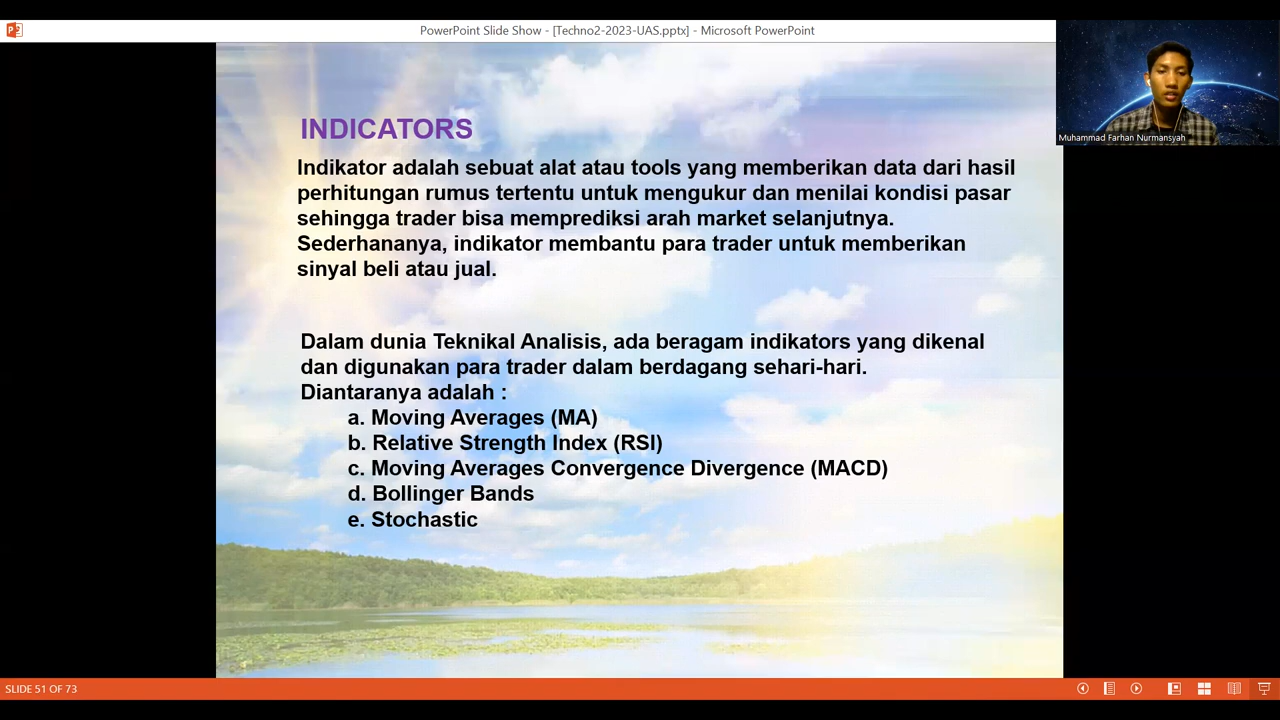 PowerPoint Slide Show - [Techno2-2023-UAS.pptx] - Microsoft PowerPoint
Muhammad Farhan Nurmansyah
INDICATORS
Indikator adalah sebuat alat atau tools yang memberikan data dari hasil
perhitungan rumus tertentu untuk mengukur dan menilai kondisi pasar
sehingga trader bisa memprediksi arah market selanjutnya.
Sederhananya, indikator membantu para trader untuk memberikan
sinyal beli atau jual.
Dalam dunia Teknikal Analisis, ada beragam indikators yang dikenal
dan digunakan para trader dalam berdagang sehari-hari.
Diantaranya adalah :
a. Moving Averages (MA)
b. Relative Strength Index (RSI)
c. Moving Averages Convergence Divergence (MACD)
d. Bollinger Bands
e. Stochastic
SLIDE 51 OF 73